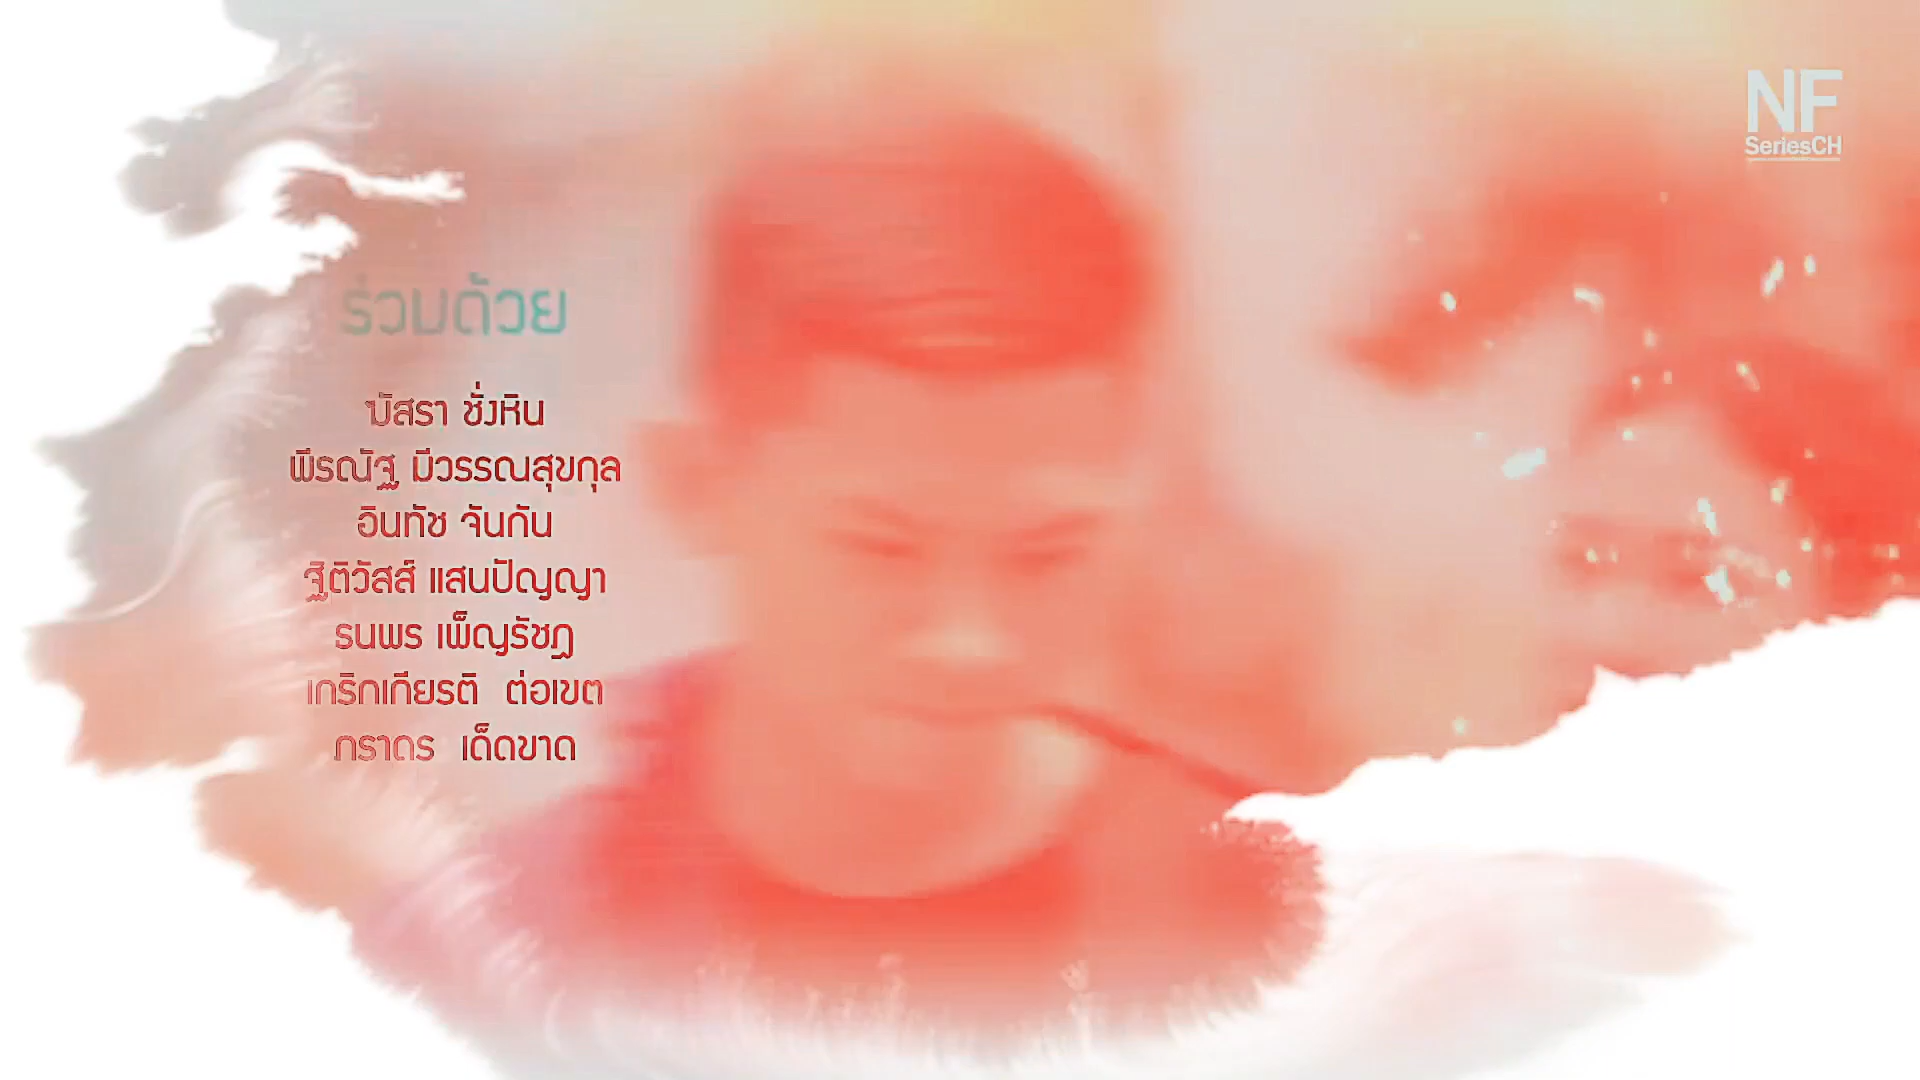 NF
SeriesCH
ร่วมด้วย
ฆัสรา ชั่งหิน
พีรณัฐ มีวรรณสุขกุล
อินทัช จันกัน
ฐิติวัสส์ แสนปัญญา
ธนพร เพ็ญรัชฎ
เกริกเกียรติ ต่อเขต
ภราดร เด็ดขาด